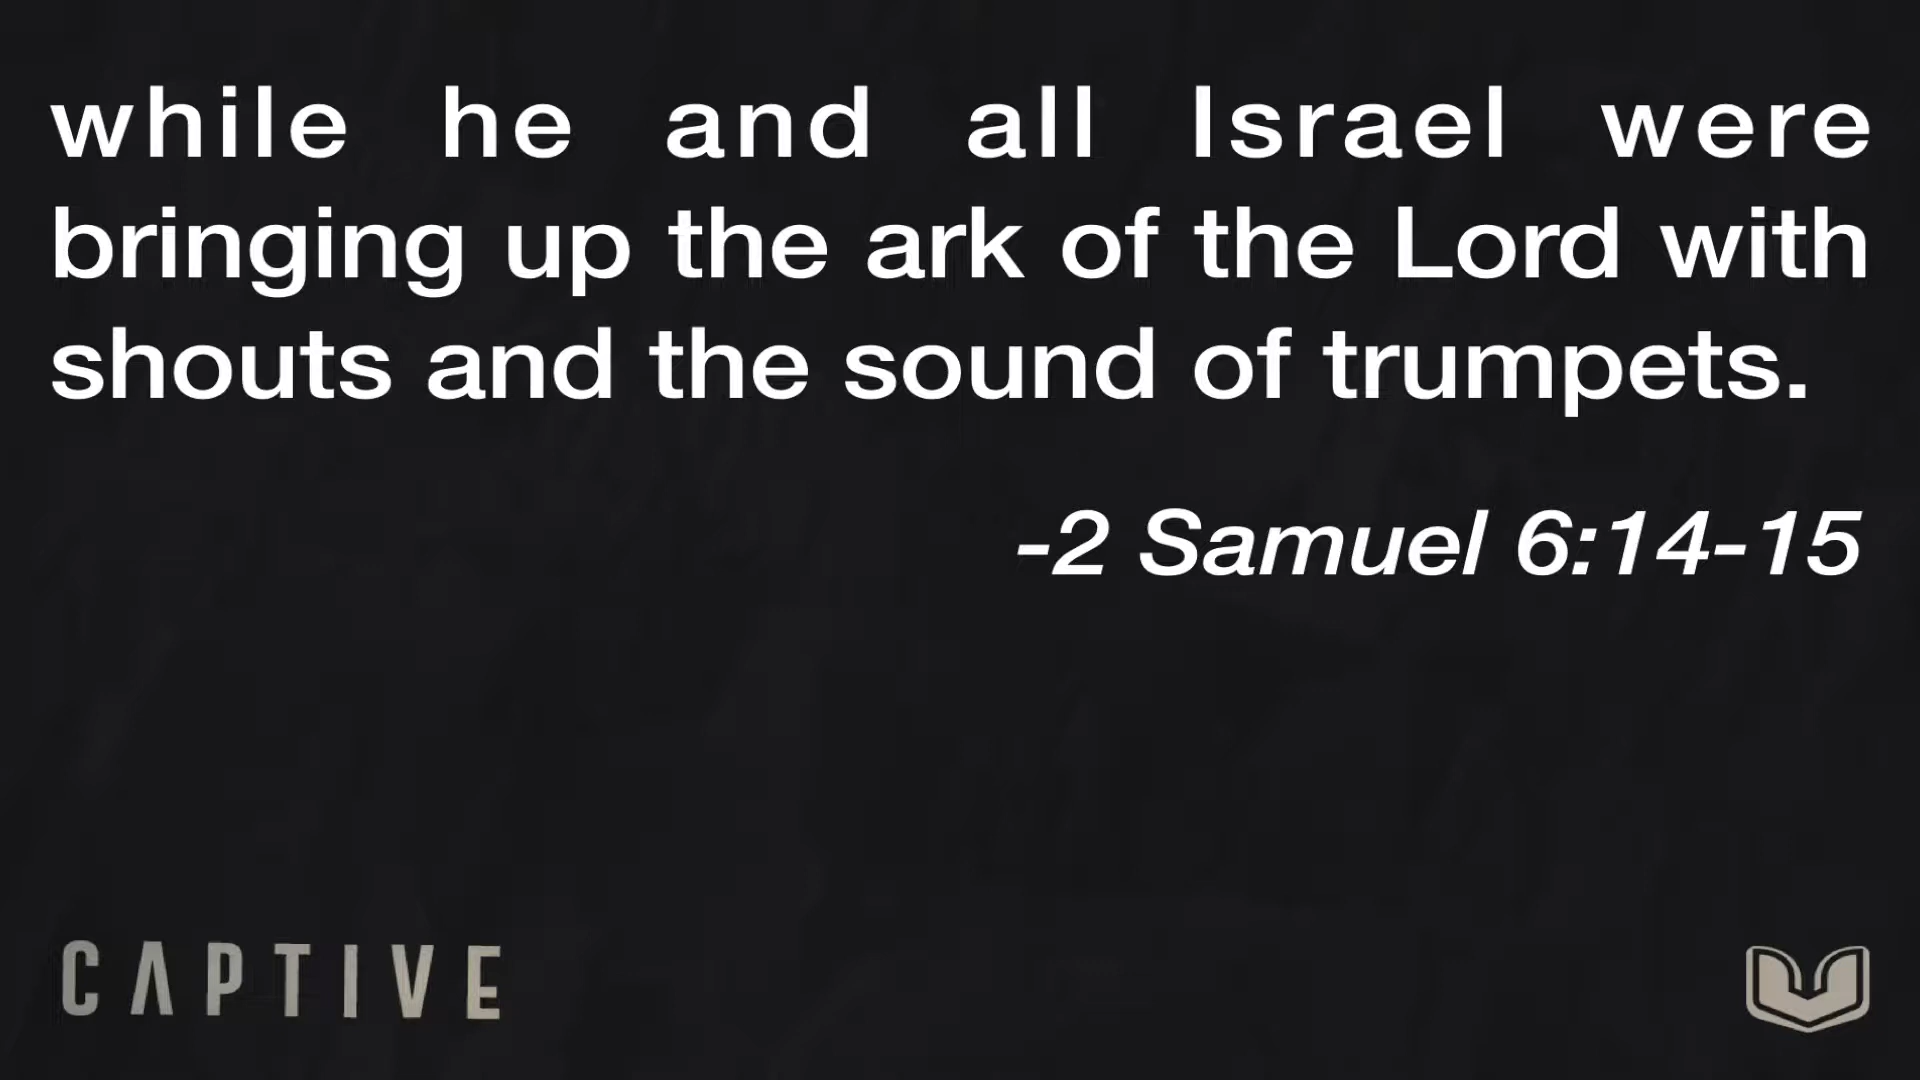 while he and all Israel were
bringing up the ark of the Lord with
shouts and the sound of trumpets.
-2 Samuel 6:14-15
CAPTIVE